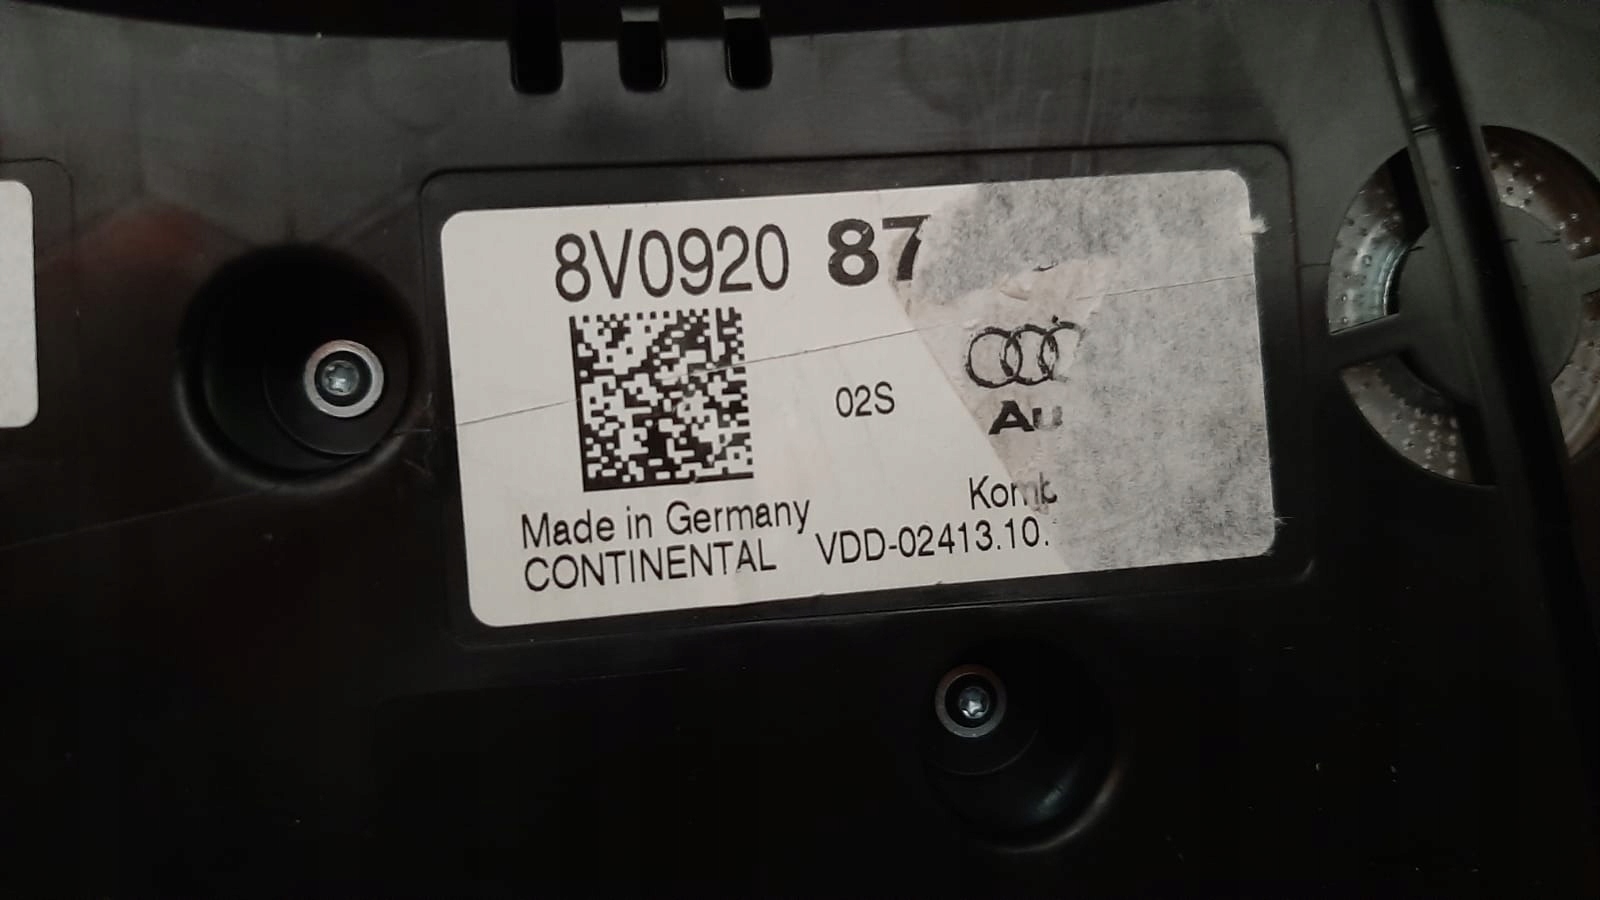 8V0920 87
02S
Au
Komb
Made in Germany
CONTINENTAL VDD-02413.10.